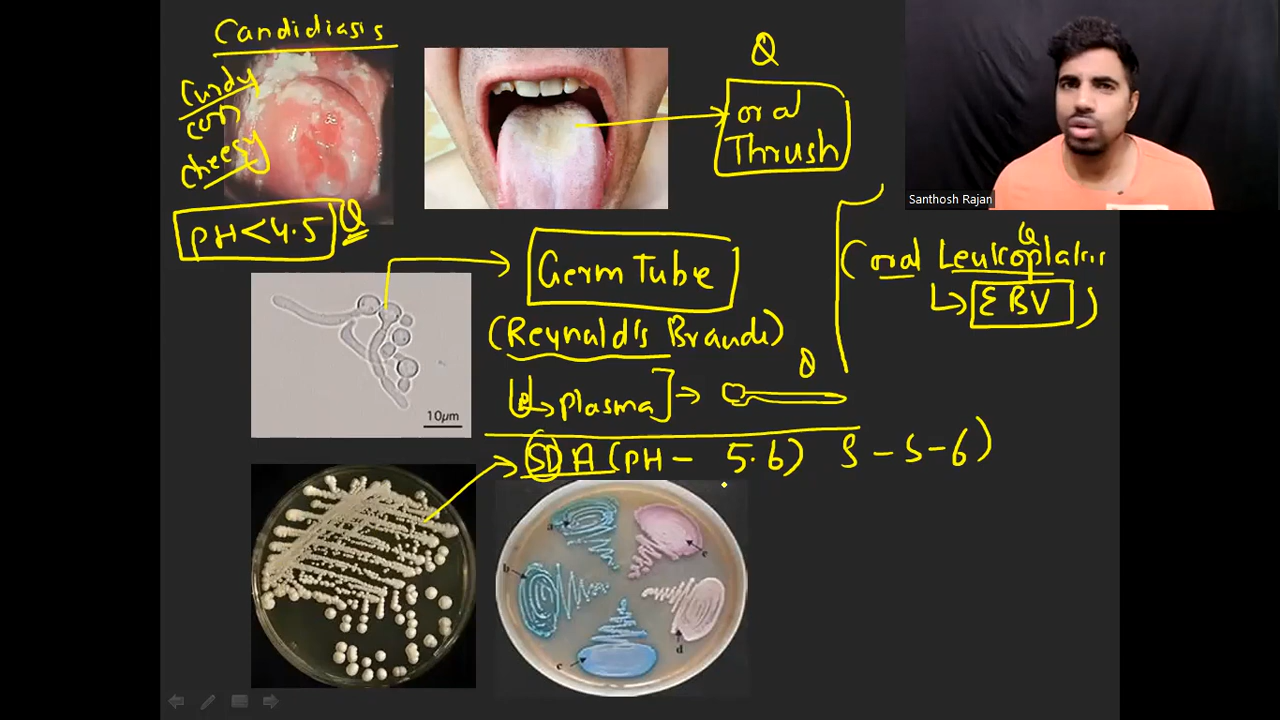 Candidiasis
Curdy
(or)
cheesy
PH < 4.5 Q
Q
oral
Thrush
Santhosh Rajan
Q
(oral Leukoplakia
↳ EBV )
Germ Tube
(Reynald's Braude)
↳ plasma] → Q
10µm
SDA (PH - 5.6) S-S-6)
a
b
c
d
e